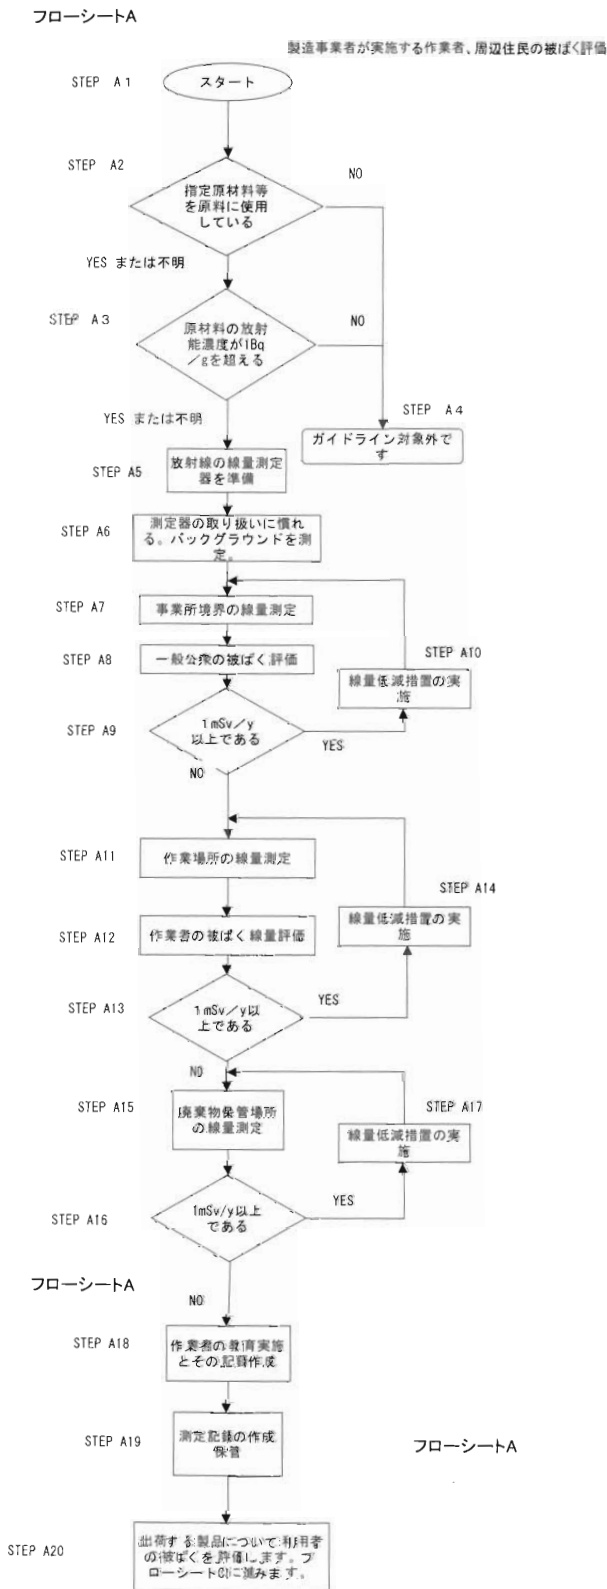 フローシートA
製造事業者が実施する作業者、周辺住民の被ばく評価
STEP A1
スタート
STEP A2
NO
指定原材料等
を原料に使用
している
YES または不明
STEP A3
NO
原材料の放射
能濃度が1Bq
/gを超える
STEP A4
YES または不明
ガイドライン対象外で
す
STEP A5
放射線の線量測定
器を準備
STEP A6
測定器の取り扱いに慣れ
る。バックグラウンドを測
定。
STEP A7
事業所境界の線量測定
STEP A8
一般公衆の被ばく評価
STEP A10
線量低減措置の実
施
STEP A9
1mSv/y
以上である
YES
NO
STEP A11
作業場所の線量測定
STEP A14
線量低減措置の実
施
STEP A12
作業者の被ばく線量評価
STEP A13
1mSv/y以
上である
YES
NO
STEP A15
廃棄物保管場所
の線量測定
STEP A17
線量低減措置の実
施
STEP A16
1mSv/y以上
である
YES
フローシートA
NO
STEP A18
作業者の教育実施
とその記録作成
STEP A19
測定記録の作成
保管
フローシートA
STEP A20
出荷する製品について利用者
の被ばくを評価します。フ
ローシートCに進みます。